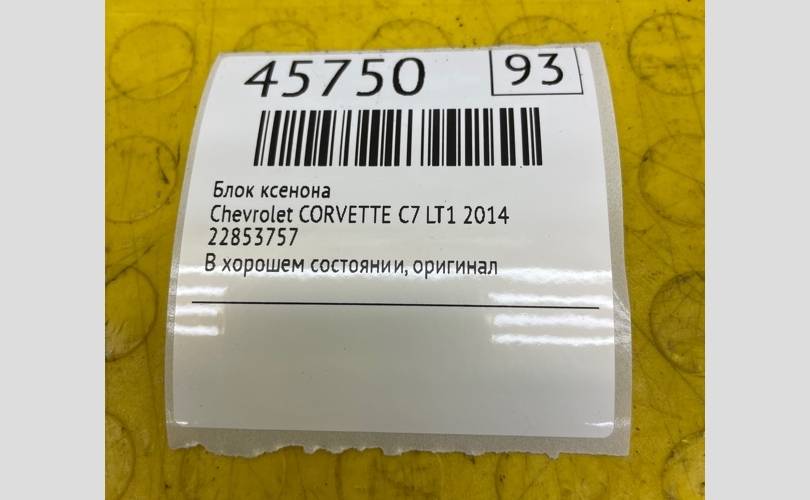 45750 93
Блок ксенона
Chevrolet CORVETTE C7 LT1 2014
22853757
В хорошем состоянии, оригинал